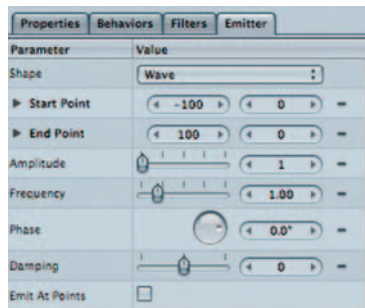 Properties Behaviors Filters Emitter
Parameter Value
Shape Wave
Start Point -100 0
End Point 100 0
Amplitude 1
Frequency 1.00
Phase 0.0°
Damping 0
Emit At Points